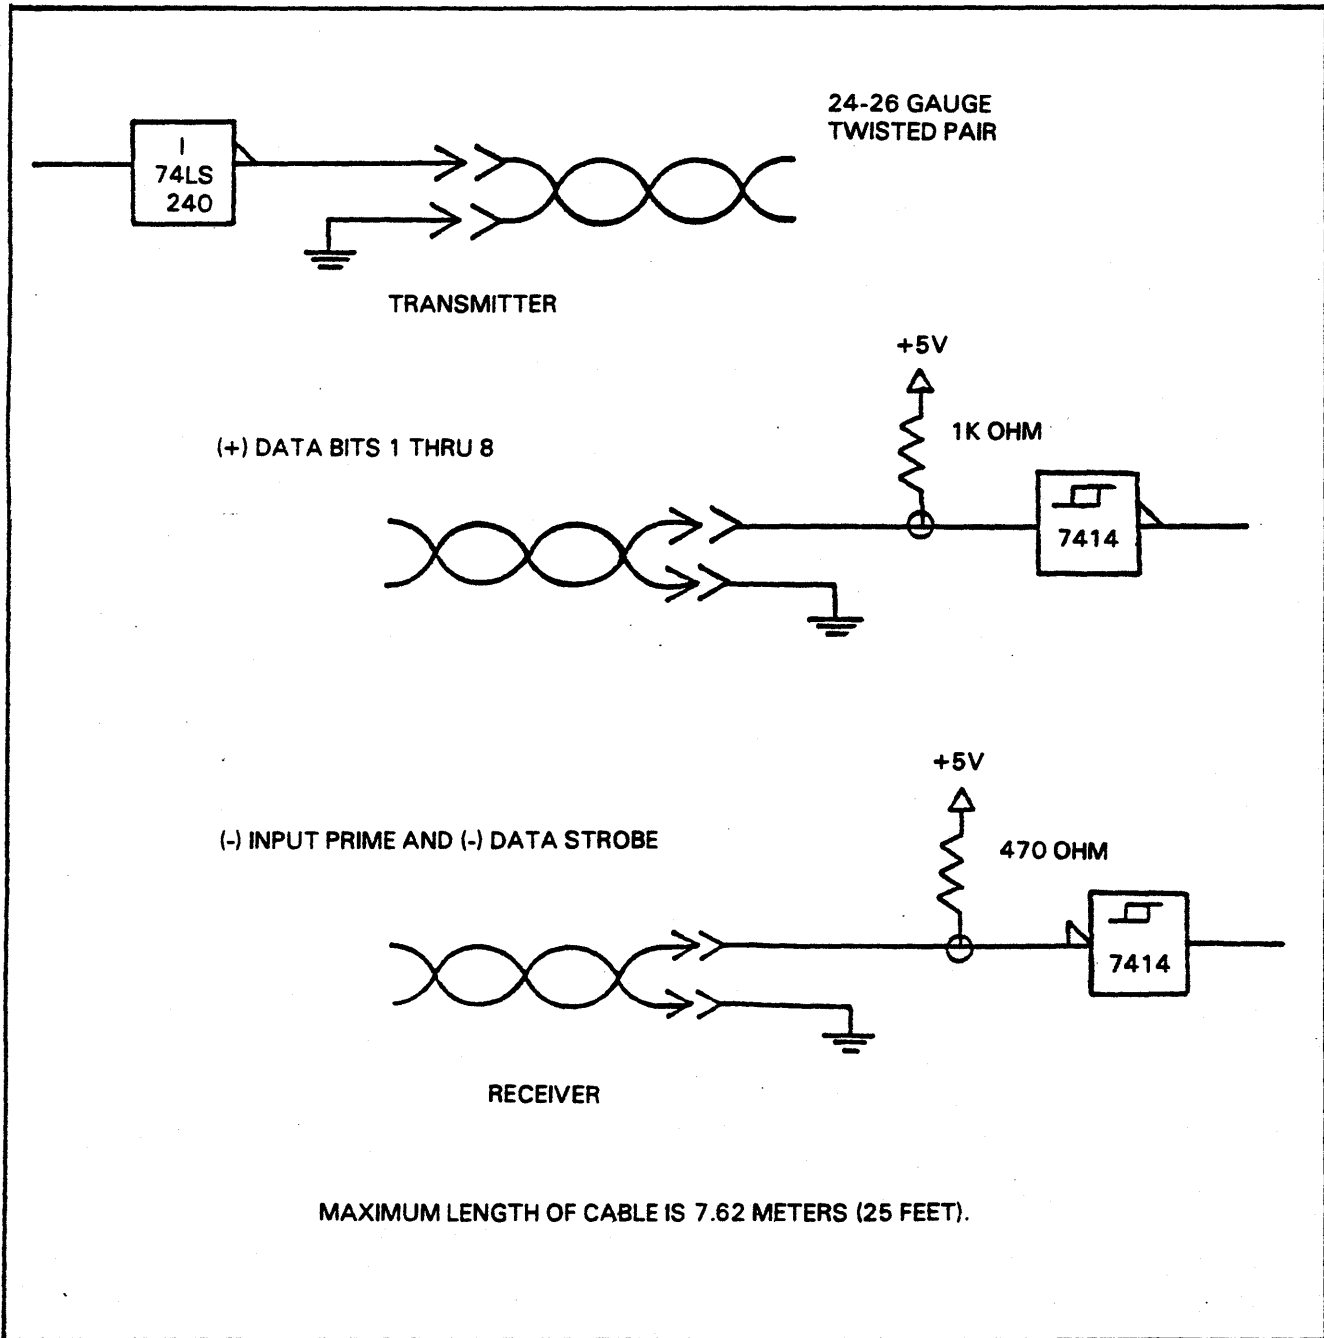 24-26 GAUGE
TWISTED PAIR
I
74LS
240
TRANSMITTER
+5V
1K OHM
(+) DATA BITS 1 THRU 8
7414
+5V
(-) INPUT PRIME AND (-) DATA STROBE
470 OHM
7414
RECEIVER
MAXIMUM LENGTH OF CABLE IS 7.62 METERS (25 FEET).